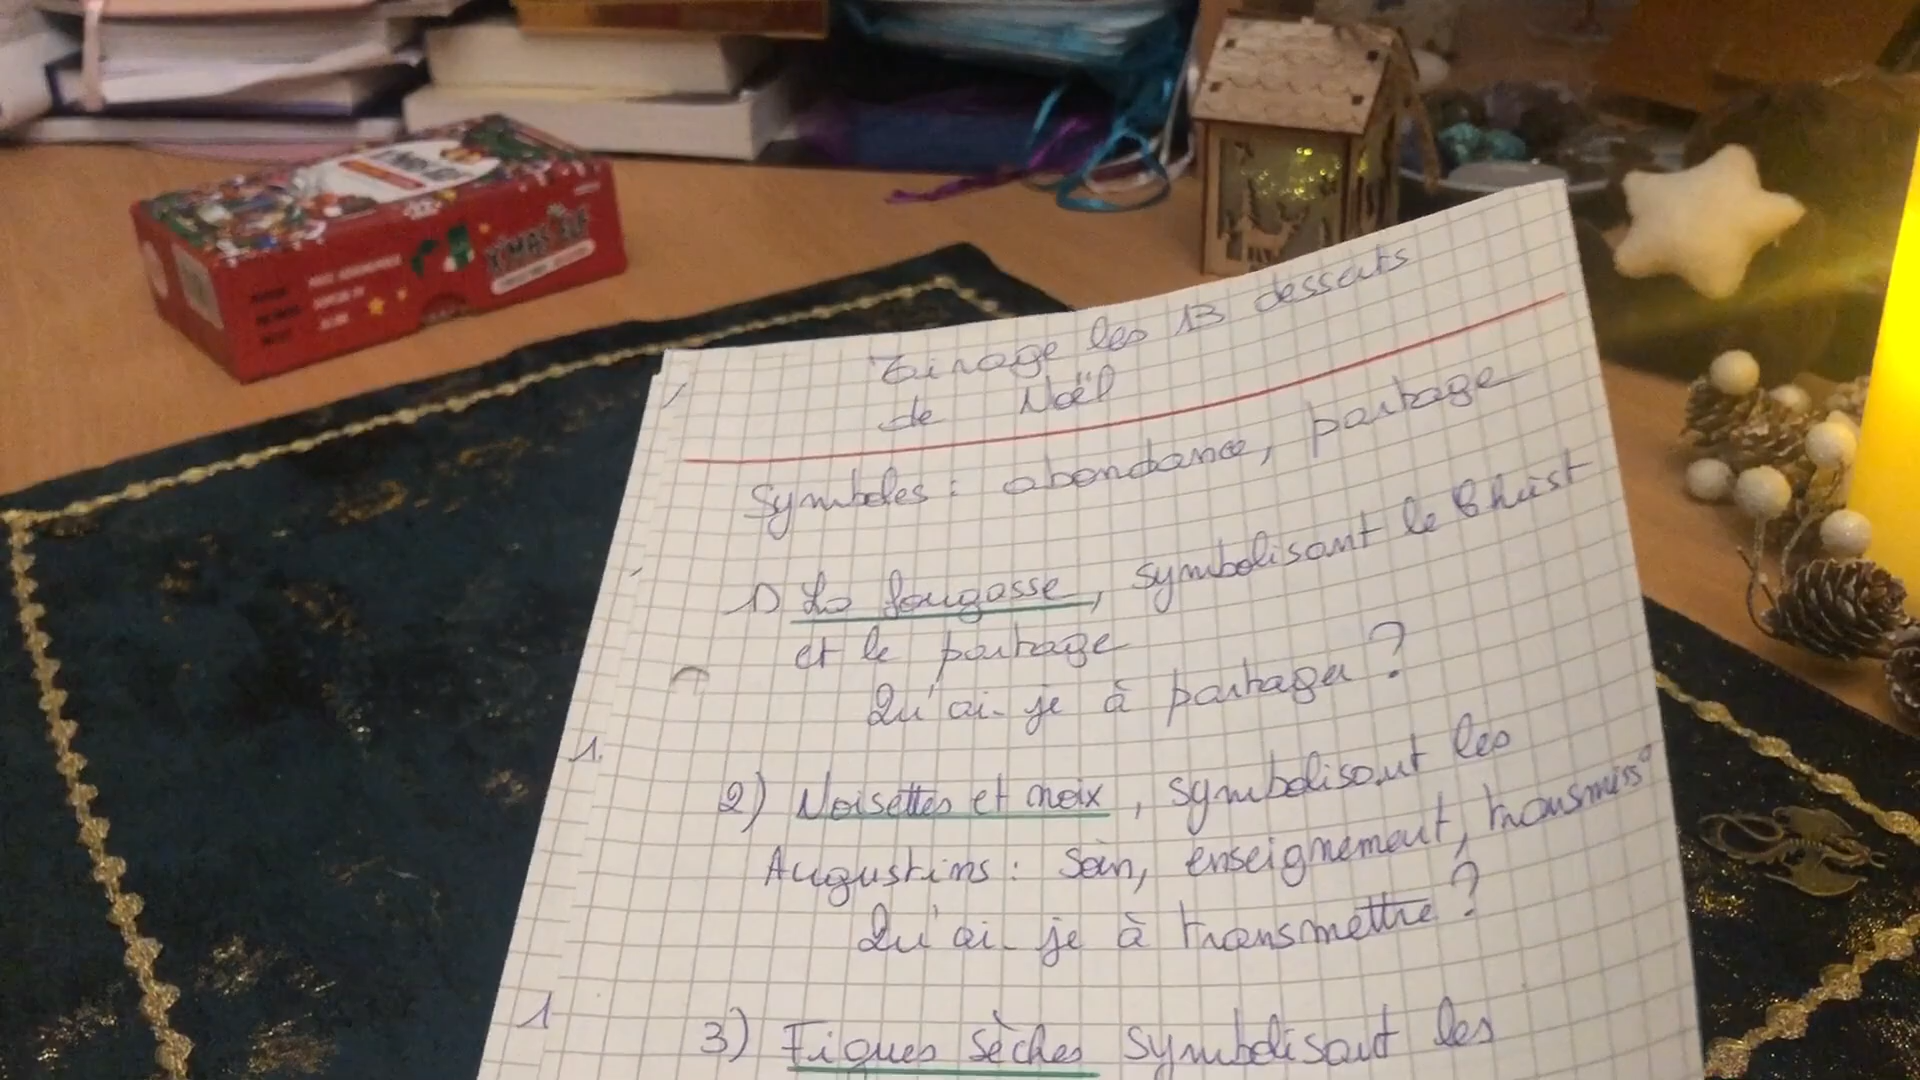 X'MAS ELF
Tirage les 13 desserts
de Noël
Symboles : abondance, partage
1) La fougasse, symbolisant le Christ
et le partage
Qu'ai-je à partager ?
2) Noisettes et noix, symbolisant les
Augustins : Soin, enseignement, transmiss°
Qu'ai-je à transmettre ?
3) Figues sèches symbolisant les